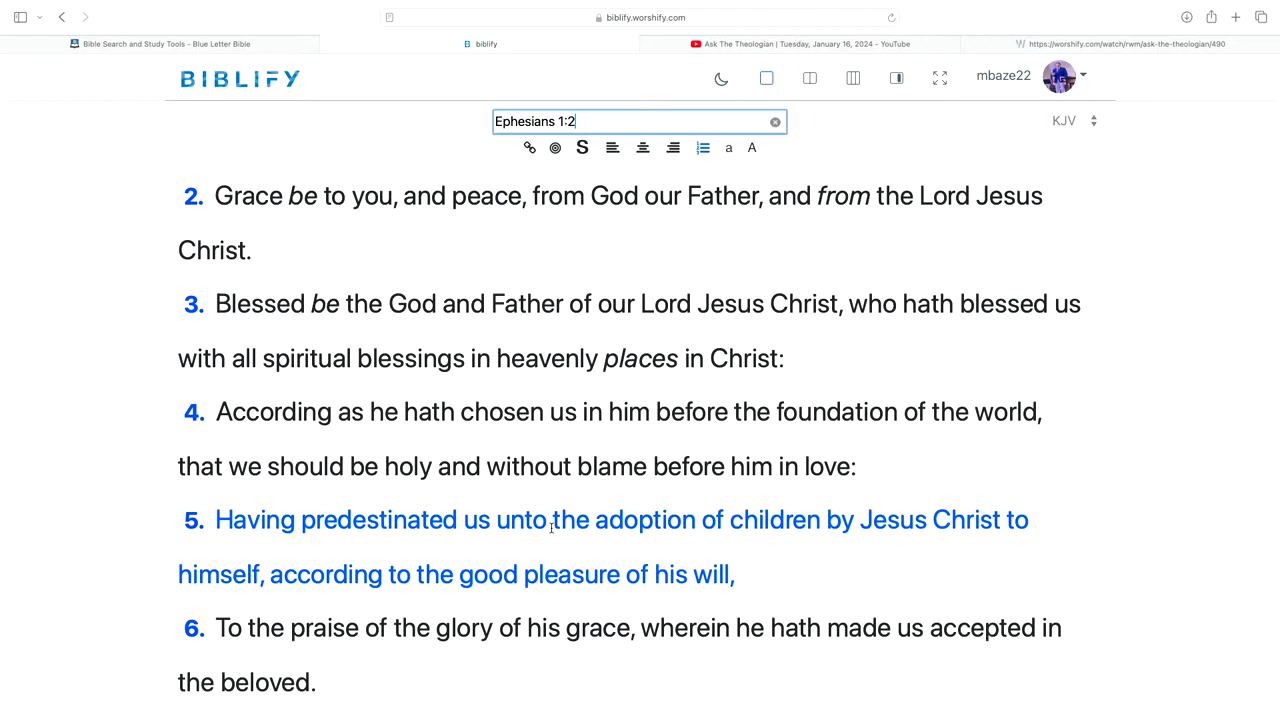 biblify.worshify.com
Bible Search and Study Tools - Blue Letter Bible
biblify
Ask The Theologian | Tuesday, January 16, 2024 - YouTube
https://worshify.com/watch/rwm/ask-the-theologian/490
BIBLIFY
mbaze22
Ephesians 1:2
KJV
S a A
2. Grace be to you, and peace, from God our Father, and from the Lord Jesus
Christ.
3. Blessed be the God and Father of our Lord Jesus Christ, who hath blessed us
with all spiritual blessings in heavenly places in Christ:
4. According as he hath chosen us in him before the foundation of the world,
that we should be holy and without blame before him in love:
5. Having predestinated us unto the adoption of children by Jesus Christ to
himself, according to the good pleasure of his will,
6. To the praise of the glory of his grace, wherein he hath made us accepted in
the beloved.